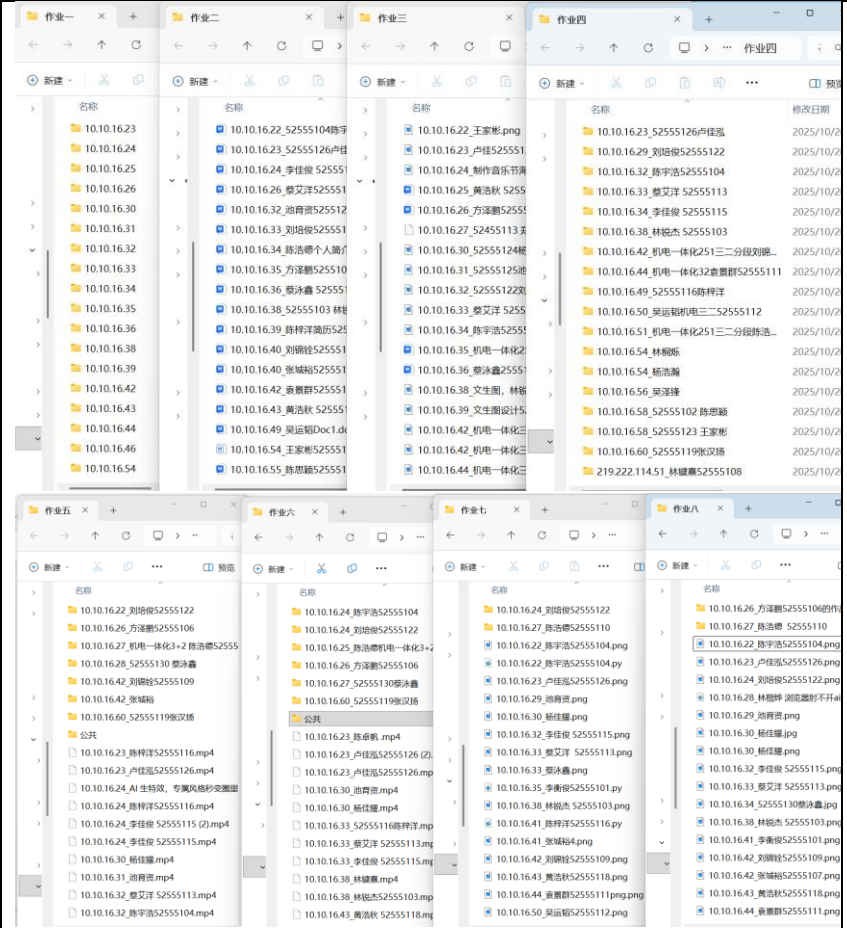 作业一
新建
名称
10.10.16.23
10.10.16.24
10.10.16.25
10.10.16.26
10.10.16.30
10.10.16.31
10.10.16.32
10.10.16.33
10.10.16.34
10.10.16.35
10.10.16.36
10.10.16.38
10.10.16.39
10.10.16.42
10.10.16.43
10.10.16.44
10.10.16.46
10.10.16.54
作业二
新建
名称
10.10.16.22_52555104陈宇
10.10.16.23_52555126卢佳
10.10.16.24_李佳俊 525551
10.10.16.26_蔡艾洋525551
10.10.16.32_池育资525512
10.10.16.33_刘培俊525551
10.10.16.34_陈浩德个人简介
10.10.16.35_方泽鹏525510
10.10.16.36_蔡泳鑫 525551
10.10.16.38_52555103 林锐
10.10.16.39_陈梓洋简历525
10.10.16.40_刘锦铨525551
10.10.16.40_张城裕525551
10.10.16.42_袁景群525551
10.10.16.43_黄浩秋 525551
10.10.16.49_吴运韬Doc1.do
10.10.16.54_王家彬525551
10.10.16.55_陈思颖525551
作业三
新建
名称
10.10.16.22_王家彬.png
10.10.16.23_卢佳525551
10.10.16.24_制作音乐节海
10.10.16.25_黄浩秋 5255
10.10.16.26_方泽鹏5255
10.10.16.27_52455113
10.10.16.30_52555124杨
10.10.16.31_52555125池
10.10.16.32_52555122刘
10.10.16.33_蔡艾洋 5255
10.10.16.34_陈宇浩5255
10.10.16.35_机电一体化2
10.10.16.36_蔡泳鑫2551
10.10.16.38_文生图，林锐
10.10.16.39_文生图设计5
10.10.16.42_机电一体化三
10.10.16.42_机电一体化三
10.10.16.44_机电一体化三
作业四
作业四
新建
预览
名称
修改日期
10.10.16.23_52555126卢佳泓
2025/10/2
10.10.16.29_刘培俊52555122
2025/10/2
10.10.16.32_陈宇浩 52555104
2025/10/2
10.10.16.33_蔡艾洋 52555113
2025/10/2
10.10.16.34_李佳俊 52555115
2025/10/2
10.10.16.38_林锐杰 52555103
2025/10/2
10.10.16.42_机电一体化251三二分段刘锦...
2025/10/2
10.10.16.44_机电一体化32袁景群52555111
2025/10/2
10.10.16.49_52555116陈梓洋
2025/10/2
10.10.16.50_吴运韬机电三二52555112
2025/10/2
10.10.16.51_机电一体化251三二分段陈浩...
2025/10/2
10.10.16.54_林桐烁
2025/10/2
10.10.16.54_杨浩瀚
2025/10/2
10.10.16.56_吴泽锋
2025/10/2
10.10.16.58_52555102 陈思颖
2025/10/2
10.10.16.58_52555123 王家彬
2025/10/2
10.10.16.60_52555119张汉扬
2025/10/2
219.222.114.51_林键熹52555108
2025/10/2
作业五
新建
预览
名称
10.10.16.22_刘培俊52555122
10.10.16.26_方泽鹏52555106
10.10.16.27_机电一体化3+2 陈浩德52555
10.10.16.28_52555130 蔡泳鑫
10.10.16.42_刘锦铨52555109
10.10.16.42_张城裕
10.10.16.60_52555119张汉扬
公共
10.10.16.23_陈梓洋52555116.mp4
10.10.16.23_卢佳泓52555126.mp4
10.10.16.24_AI 生特效，专属风格秒变圈里
10.10.16.24_陈梓洋52555116.mp4
10.10.16.24_李佳俊 52555115 (2).mp4
10.10.16.24_李佳俊 52555115.mp4
10.10.16.30_杨佳耀.mp4
10.10.16.31_池育资.mp4
10.10.16.32_蔡艾洋 52555113.mp4
10.10.16.32_陈宇浩52555104.mp4
作业六
新建
名称
10.10.16.24_陈宇浩52555104
10.10.16.24_刘培俊52555122
10.10.16.25_陈浩德机电一体化3+2
10.10.16.26_方泽鹏52555106
10.10.16.27_52555130蔡泳鑫
10.10.16.60_52555119张汉扬
公共
10.10.16.23_陈卓帆 .mp4
10.10.16.23_卢佳泓52555126 (2).
10.10.16.23_卢佳泓52555126.mp
10.10.16.30_池育资.mp4
10.10.16.30_杨佳耀.mp4
10.10.16.33_52555116陈梓洋.mp
10.10.16.33_蔡艾洋 52555113.mp
10.10.16.33_李佳俊 52555115.mp
10.10.16.38_林键熹.mp4
10.10.16.38_林锐杰52555103.mp
10.10.16.43_黄浩秋 52555118.mp
作业七
新建
名称
10.10.16.24_刘培俊52555122
10.10.16.27_陈浩德52555110
10.10.16.22_陈宇浩52555104.png
10.10.16.22_陈宇浩52555104.py
10.10.16.23_卢佳泓52555126.png
10.10.16.29_池育资.png
10.10.16.30_杨佳耀.png
10.10.16.32_李佳俊 52555115.png
10.10.16.33_蔡艾洋 52555113.png
10.10.16.33_蔡泳鑫.png
10.10.16.35_李衡俊52555101.py
10.10.16.38_林锐杰 52555103.png
10.10.16.41_陈梓洋52555116.py
10.10.16.41_张城裕4.png
10.10.16.42_刘锦铨52555109.png
10.10.16.43_黄浩秋52555118.png
10.10.16.44_袁景群52555111png.png
10.10.16.50_吴运韬52555112.png
作业八
新建
名称
10.10.16.26_方泽鹏52555106的作品
10.10.16.27_陈浩德 52555110
10.10.16.22_陈宇浩52555104.png
10.10.16.23_卢佳泓52555126.png
10.10.16.24_刘培俊52555122.png
10.10.16.28_林楷烨 浏览器封不开ai
10.10.16.29_池育资.png
10.10.16.30_杨佳耀.jpg
10.10.16.30_杨佳耀.png
10.10.16.32_李佳俊 52555115.png
10.10.16.33_蔡艾洋 52555113.png
10.10.16.34_52555130蔡泳鑫.jpg
10.10.16.38_林锐杰 52555103.png
10.10.16.41_李衡俊52555101.png
10.10.16.42_刘锦铨52555109.png
10.10.16.42_张城裕52555107.png
10.10.16.43_黄浩秋52555118.png
10.10.16.44_袁景群52555111.png